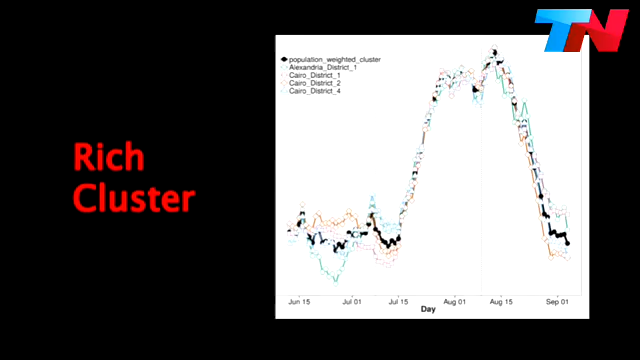 TN
Rich
Cluster
population_weighted_cluster
Alexandria_District_1
Cairo_District_1
Cairo_District_2
Cairo_District_4
Jun 15
Jul 01
Jul 15
Aug 01
Aug 15
Sep 01
Day